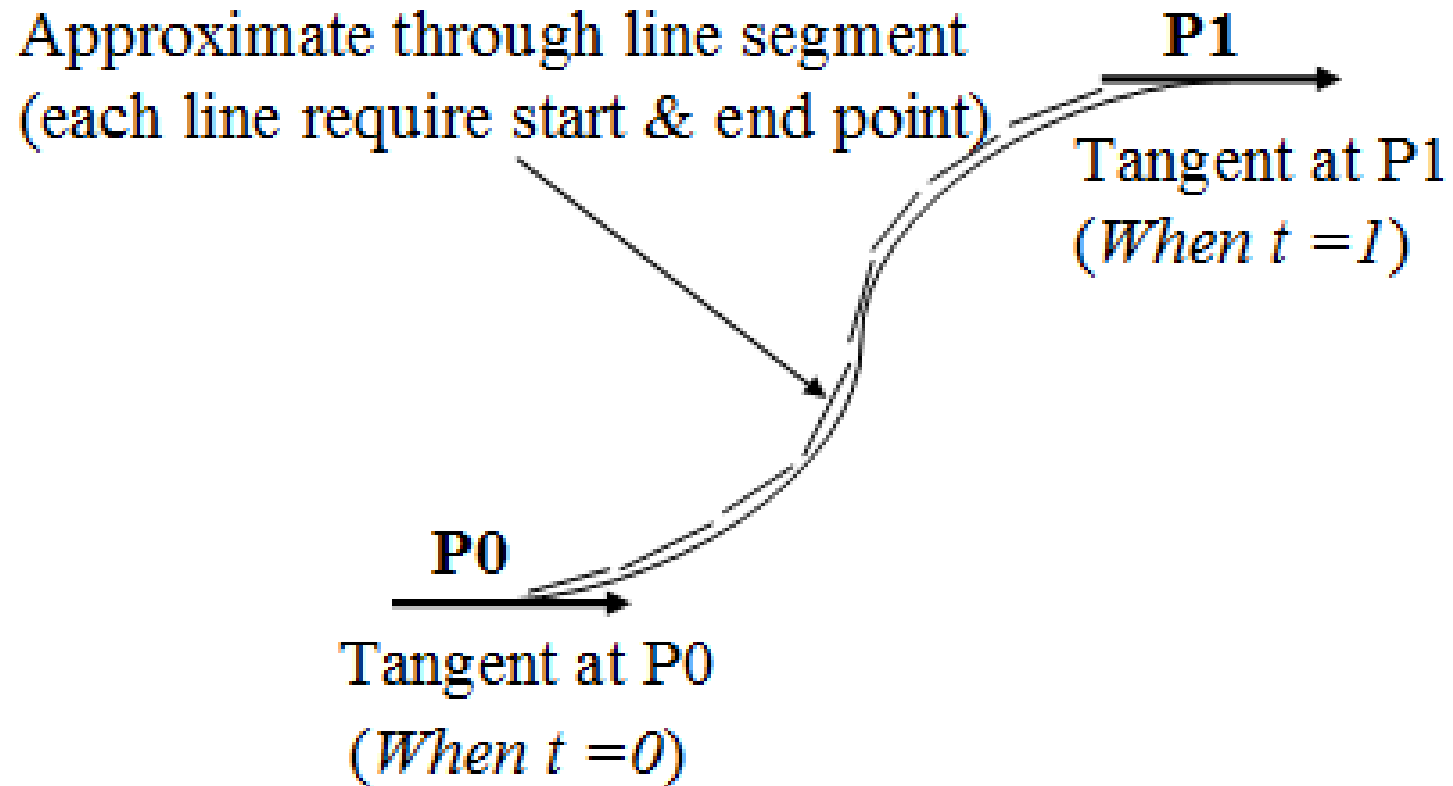 Approximate through line segment
(each line require start & end point)
P1
Tangent at P1
(When t =1)
P0
Tangent at P0
(When t =0)